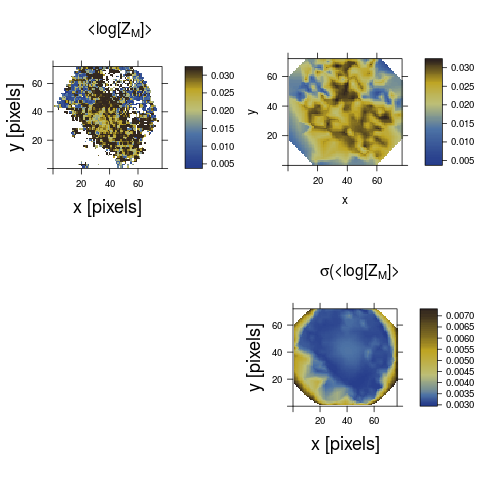 <log[Z_M]>
y [pixels]
60
40
20
20 40 60
x [pixels]
0.030
0.025
0.020
0.015
0.010
0.005
y
60
40
20
20 40 60
x
0.030
0.025
0.020
0.015
0.010
0.005
σ(<log[Z_M]>
y [pixels]
60
40
20
20 40 60
x [pixels]
0.0070
0.0065
0.0060
0.0055
0.0050
0.0045
0.0040
0.0035
0.0030